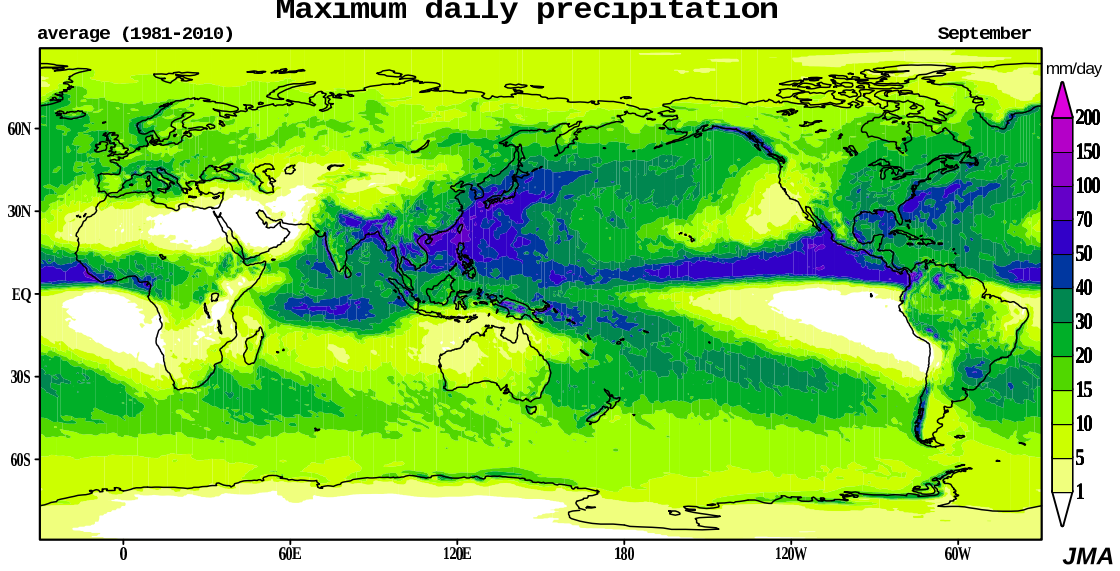 Maximum daily precipitation
average (1981-2010)
September
mm/day
200
150
100
70
50
40
30
20
15
10
5
1
60N
30N
EQ
30S
60S
0
60E
120E
180
120W
60W
JMA